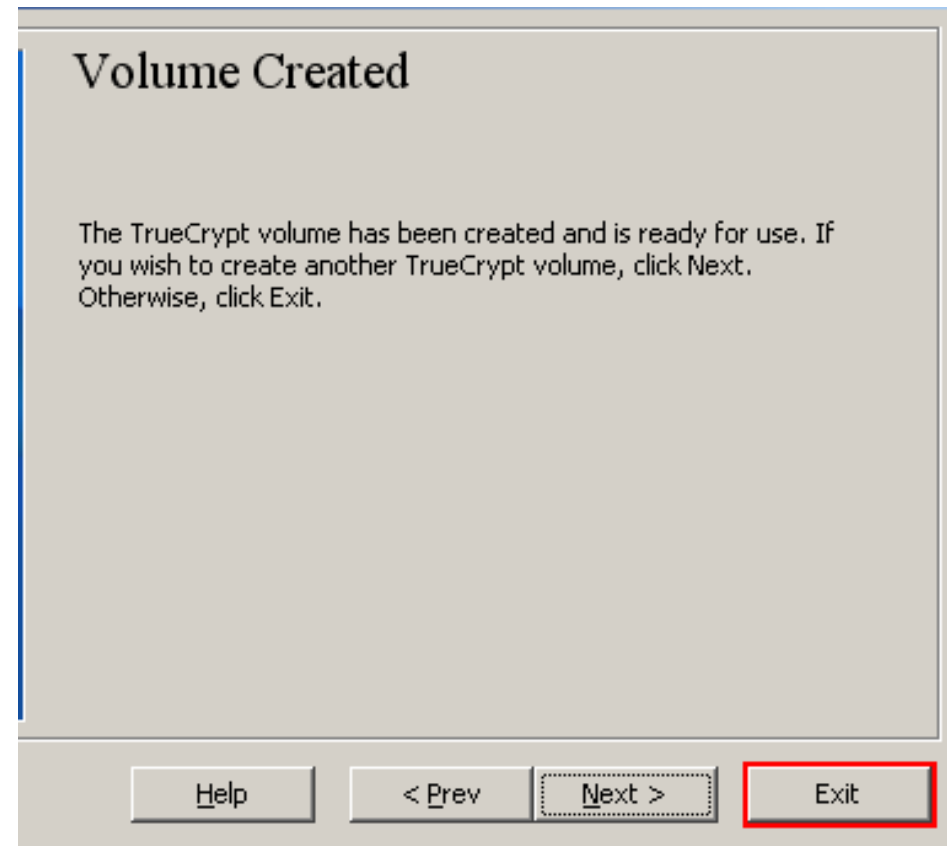 Volume Created
The TrueCrypt volume has been created and is ready for use. If
you wish to create another TrueCrypt volume, click Next.
Otherwise, click Exit.
Help < Prev Next > Exit